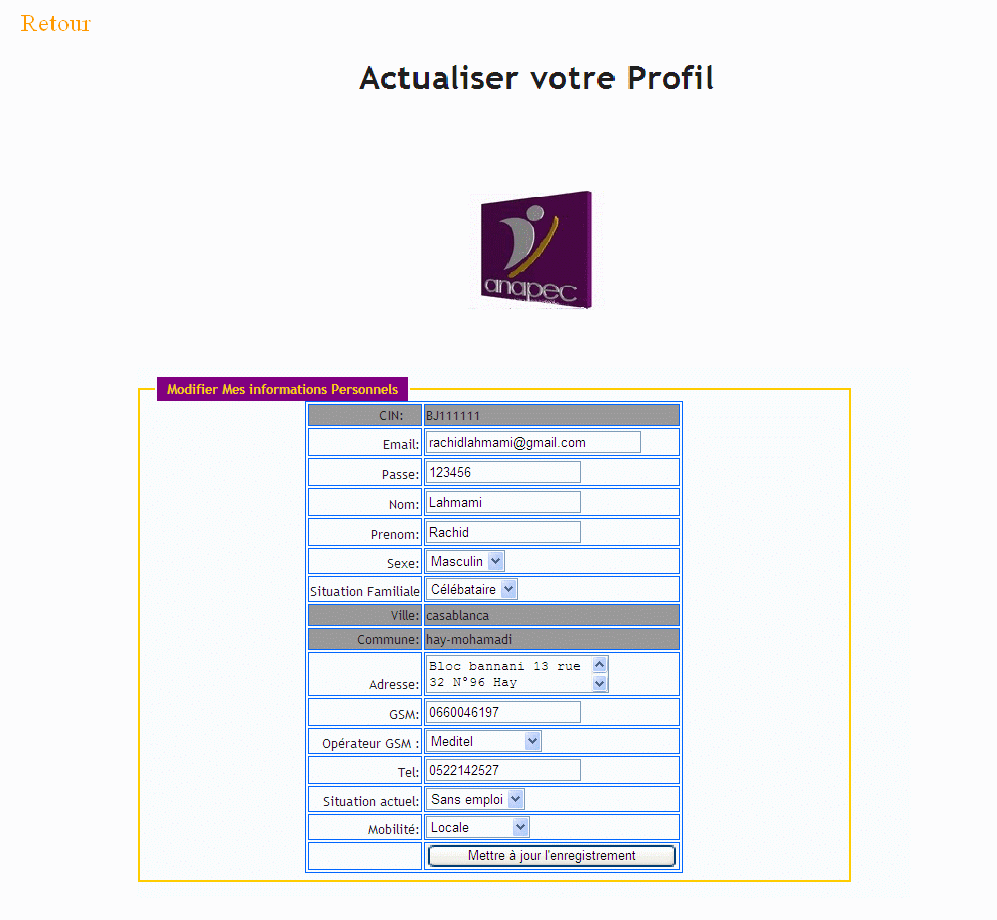 Retour
Actualiser votre Profil
anapec
Modifier Mes informations Personnels
CIN: BJ111111
Email: rachidlahmami@gmail.com
Passe: 123456
Nom: Lahmami
Prenom: Rachid
Sexe: Masculin
Situation Familiale Célébataire
Ville: casablanca
Commune: hay-mohamadi
Bloc bannani 13 rue
Adresse: 32 N°96 Hay
GSM: 0660046197
Opérateur GSM : Meditel
Tel: 0522142527
Situation actuel: Sans emploi
Mobilité: Locale
Mettre à jour l'enregistrement